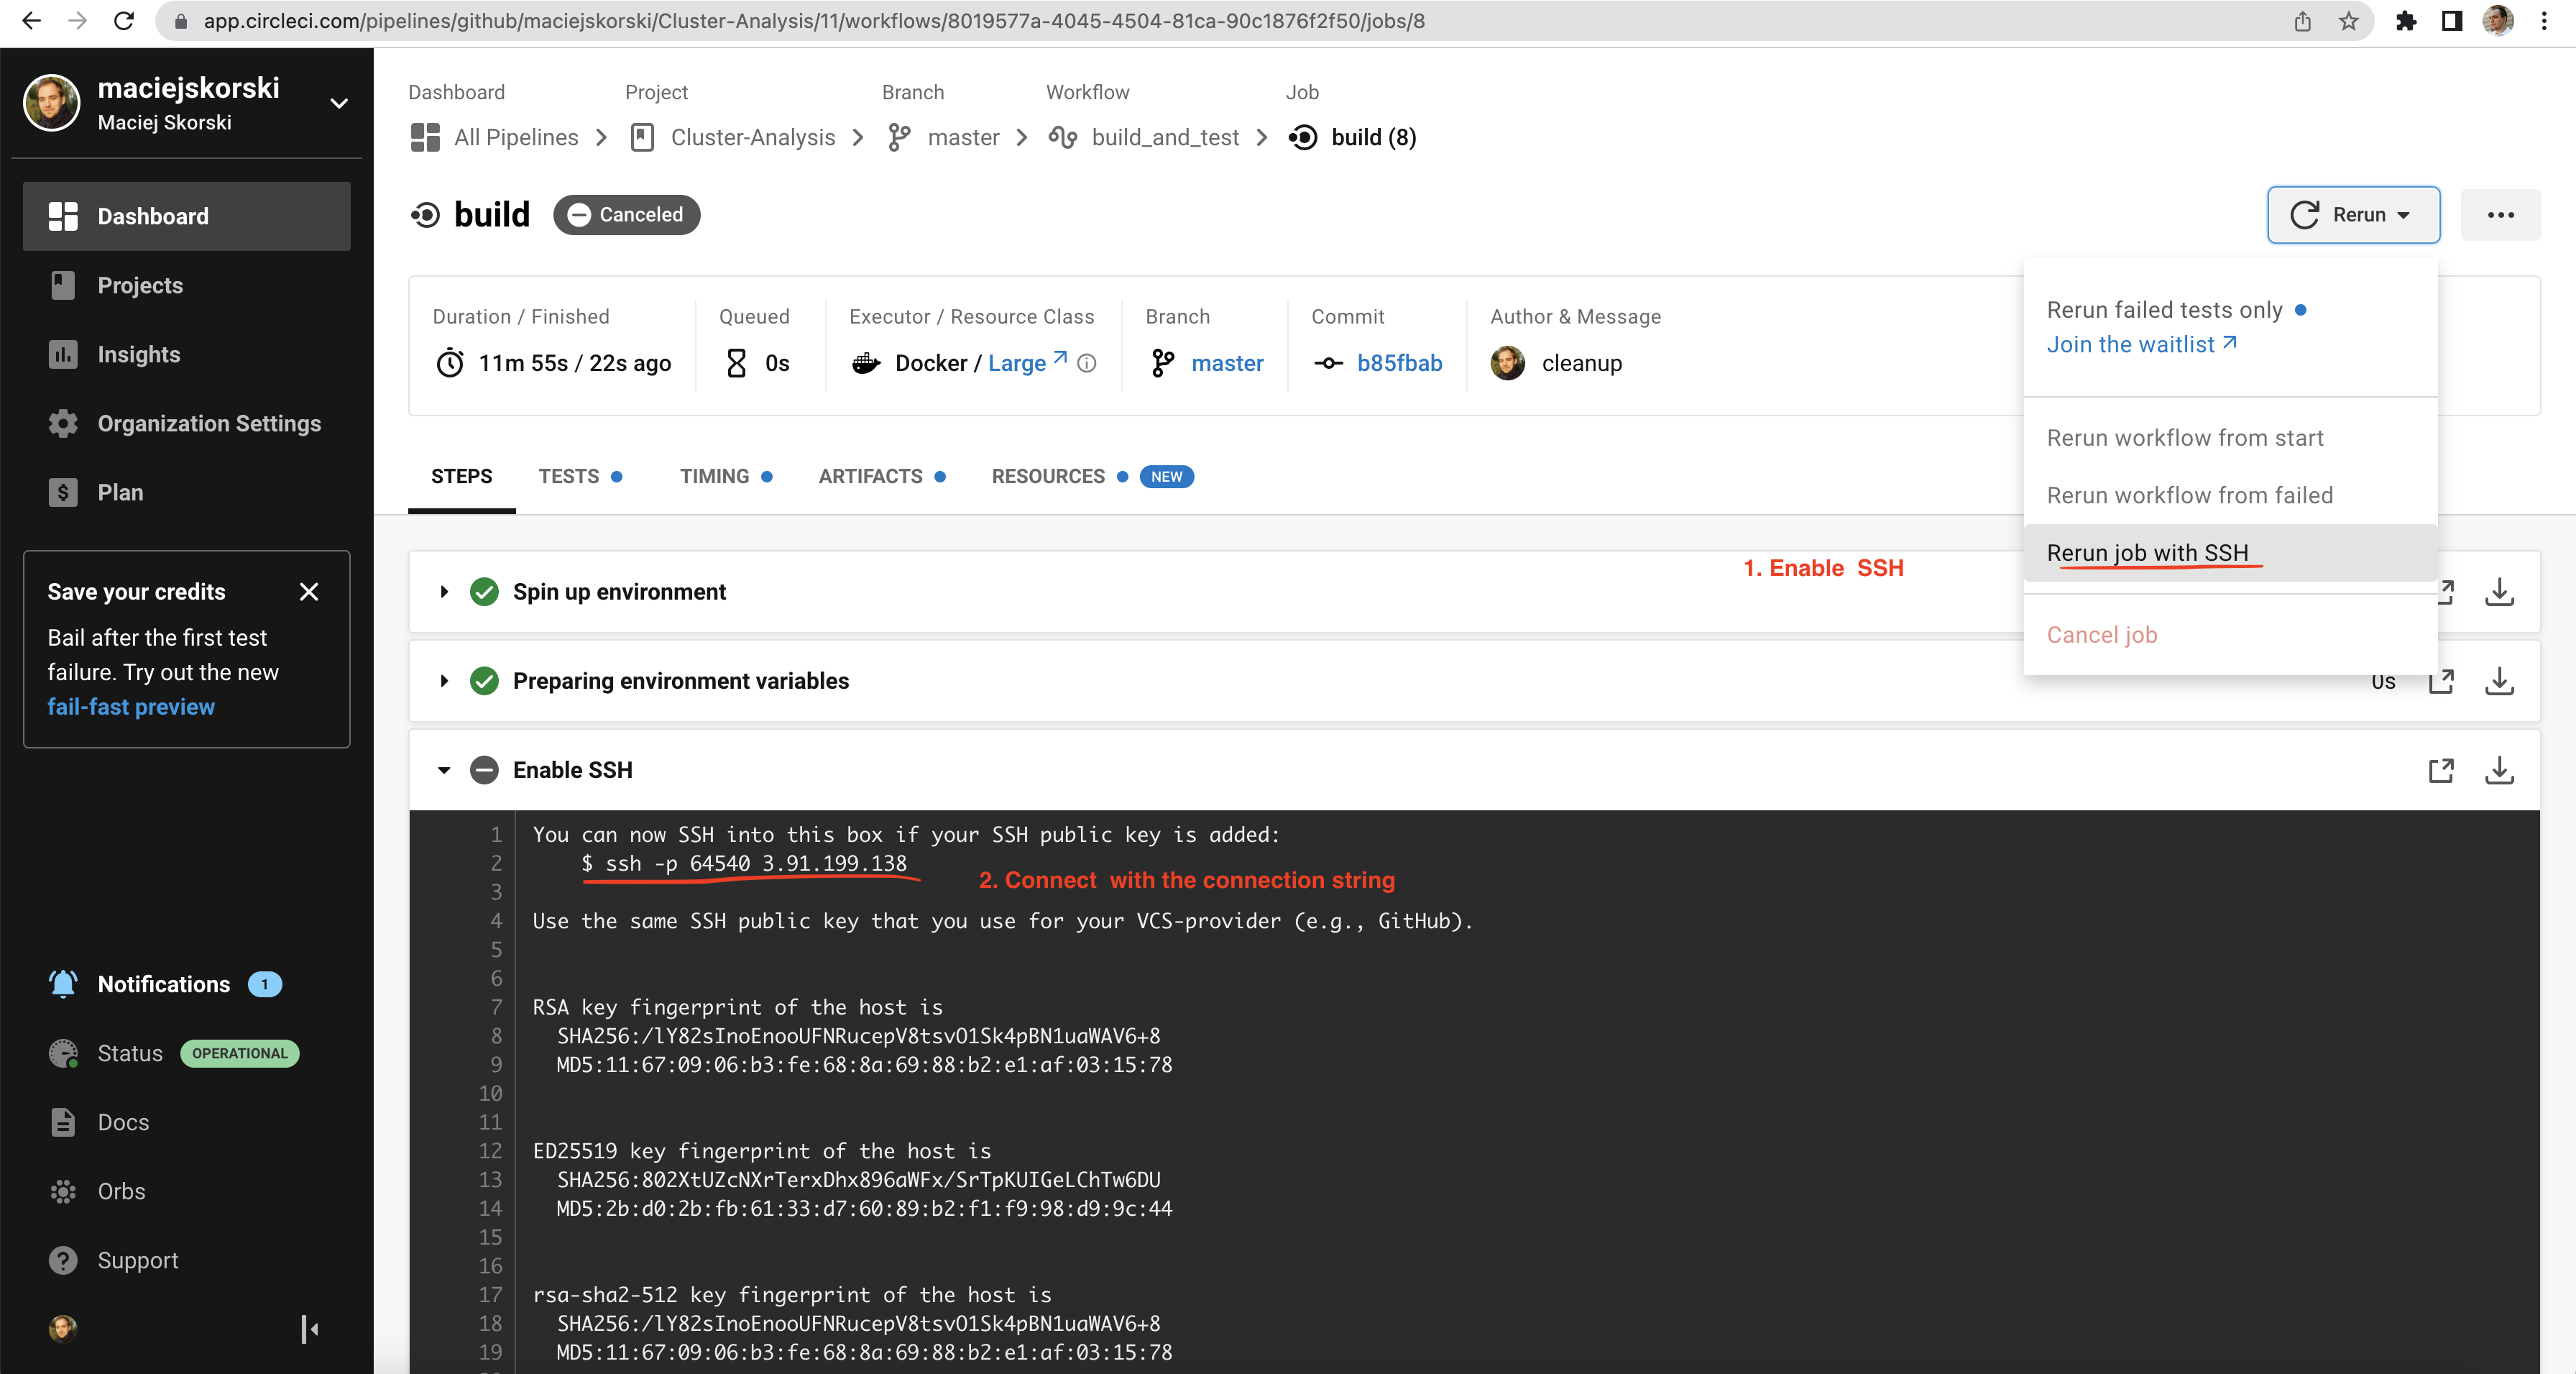 app.circleci.com/pipelines/github/maciejskorski/Cluster-Analysis/11/workflows/8019577a-4045-4504-81ca-90c1876f2f50/jobs/8
maciejskorski
Maciej Skorski
Dashboard
Projects
Insights
Organization Settings
Plan
Save your credits
Bail after the first test
failure. Try out the new
fail-fast preview
Notifications 1
Status OPERATIONAL
Docs
Orbs
Support
Dashboard Project Branch Workflow Job
All Pipelines Cluster-Analysis master build_and_test build (8)
build Canceled
Rerun
Duration / Finished Queued Executor / Resource Class Branch Commit Author & Message
11m 55s / 22s ago 0s Docker / Large master b85fbab cleanup
Rerun failed tests only
Join the waitlist
Rerun workflow from start
Rerun workflow from failed
Rerun job with SSH
Cancel job
STEPS TESTS TIMING ARTIFACTS RESOURCES NEW
1. Enable SSH
Spin up environment
Preparing environment variables 0s
Enable SSH
1 You can now SSH into this box if your SSH public key is added:
2 $ ssh -p 64540 3.91.199.138
2. Connect with the connection string
3
4 Use the same SSH public key that you use for your VCS-provider (e.g., GitHub).
5
6
7 RSA key fingerprint of the host is
8 SHA256:/lY82sInoEnooUFNRucepV8tsvO1Sk4pBN1uaWAV6+8
9 MD5:11:67:09:06:b3:fe:68:8a:69:88:b2:e1:af:03:15:78
10
11
12 ED25519 key fingerprint of the host is
13 SHA256:802XtUZcNXrTerxDhx896aWFx/SrTpKUIGeLChTw6DU
14 MD5:2b:d0:2b:fb:61:33:d7:60:89:b2:f1:f9:98:d9:9c:44
15
16
17 rsa-sha2-512 key fingerprint of the host is
18 SHA256:/lY82sInoEnooUFNRucepV8tsvO1Sk4pBN1uaWAV6+8
19 MD5:11:67:09:06:b3:fe:68:8a:69:88:b2:e1:af:03:15:78